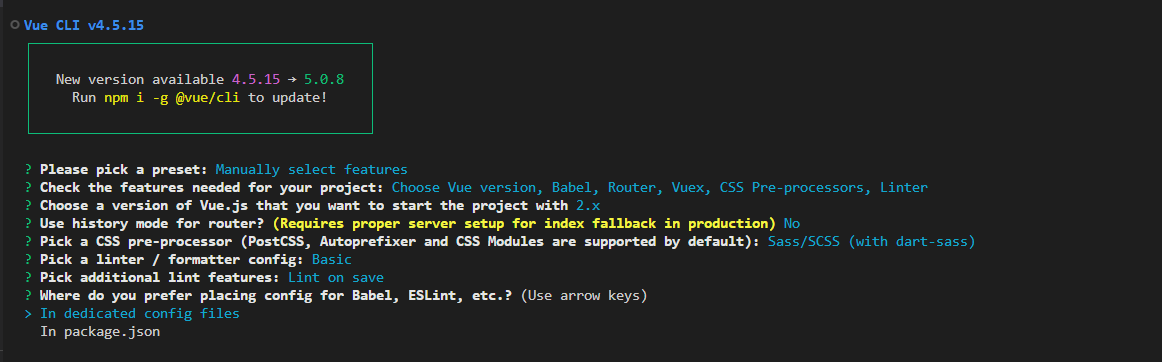 Vue CLI v4.5.15
New version available 4.5.15 → 5.0.8
Run npm i -g @vue/cli to update!
? Please pick a preset: Manually select features
? Check the features needed for your project: Choose Vue version, Babel, Router, Vuex, CSS Pre-processors, Linter
? Choose a version of Vue.js that you want to start the project with 2.x
? Use history mode for router? (Requires proper server setup for index fallback in production) No
? Pick a CSS pre-processor (PostCSS, Autoprefixer and CSS Modules are supported by default): Sass/SCSS (with dart-sass)
? Pick a linter / formatter config: Basic
? Pick additional lint features: Lint on save
? Where do you prefer placing config for Babel, ESLint, etc.? (Use arrow keys)
> In dedicated config files
In package.json